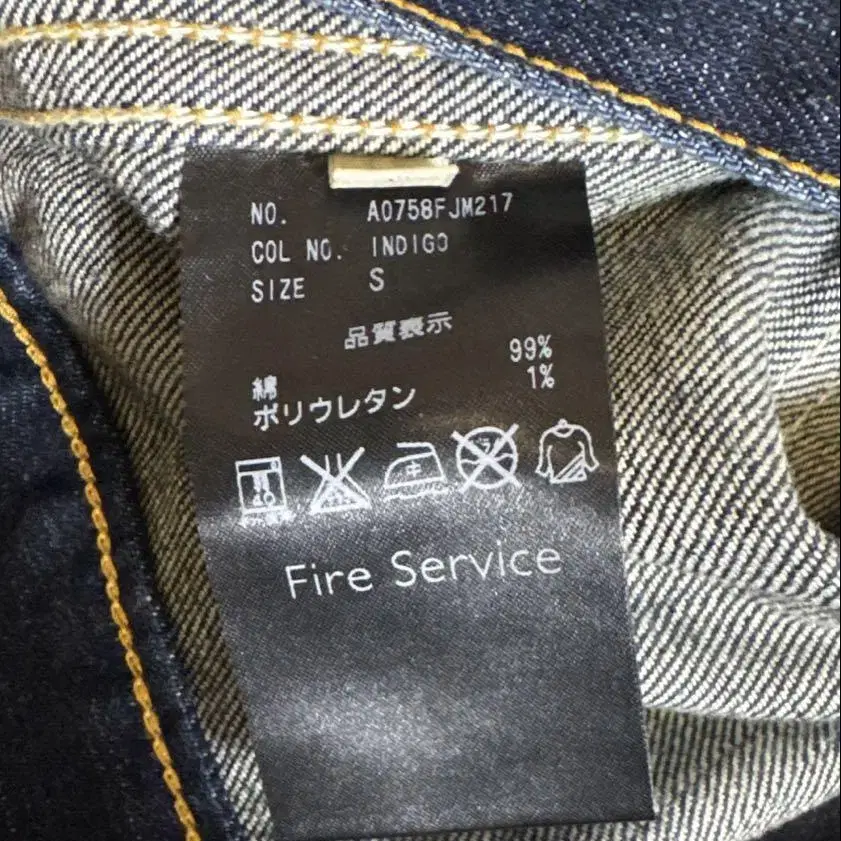 NO. A0758FJM217
COL NO. INDIGO
SIZE S
品質表示
綿 99%
ポリウレタン 1%
中
Fire Service